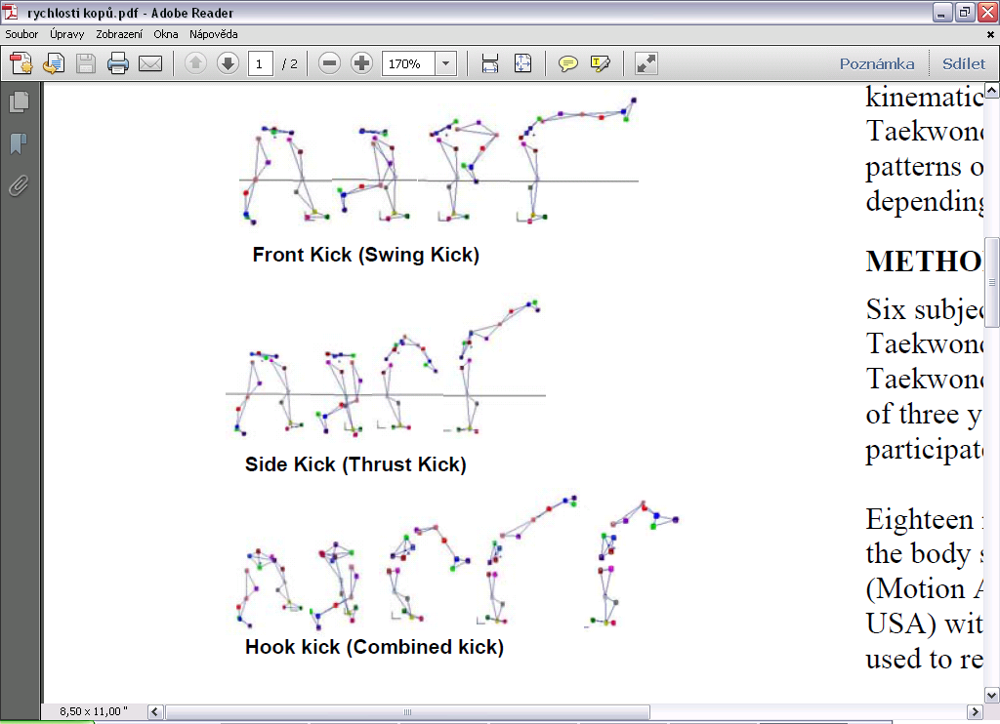 rychlosti kopů.pdf - Adobe Reader
Soubor Úpravy Zobrazení Okna Nápověda
1 / 2 170% Poznámka Sdílet
Front Kick (Swing Kick)
Side Kick (Thrust Kick)
Hook kick (Combined kick)
kinematic
Taekwond
patterns o
depending
METHO
Six subjec
Taekwond
Taekwond
of three y
participate
Eighteen
the body s
(Motion A
USA) wit
used to re
8,50 x 11,00 "